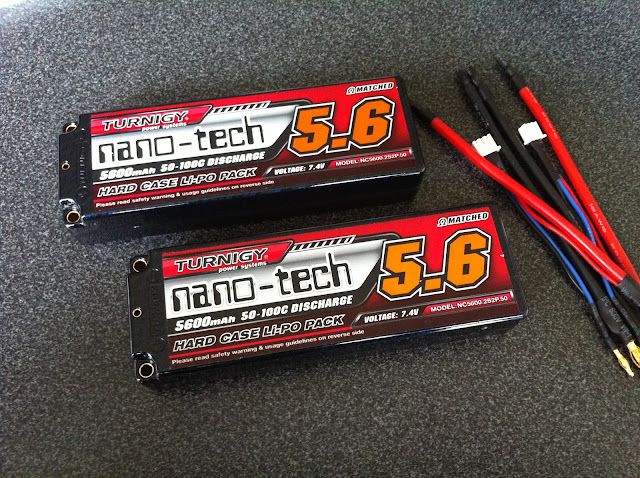 MATCHED
TURNIGY
power systems
nano-tech
5.6
5600mAh 50-100C DISCHARGE
VOLTAGE: 7.4V
MODEL:NC5600.2S2P.50
HARD CASE Li-PO PACK
Please read safety warning & usage guidelines on reverse side
MATCHED
TURNIGY
power systems
nano-tech
5.6
5600mAh 50-100C DISCHARGE
VOLTAGE: 7.4V
MODEL:NC5600.2S2P.50
HARD CASE Li-PO PACK
Please read safety warning & usage guidelines on reverse side